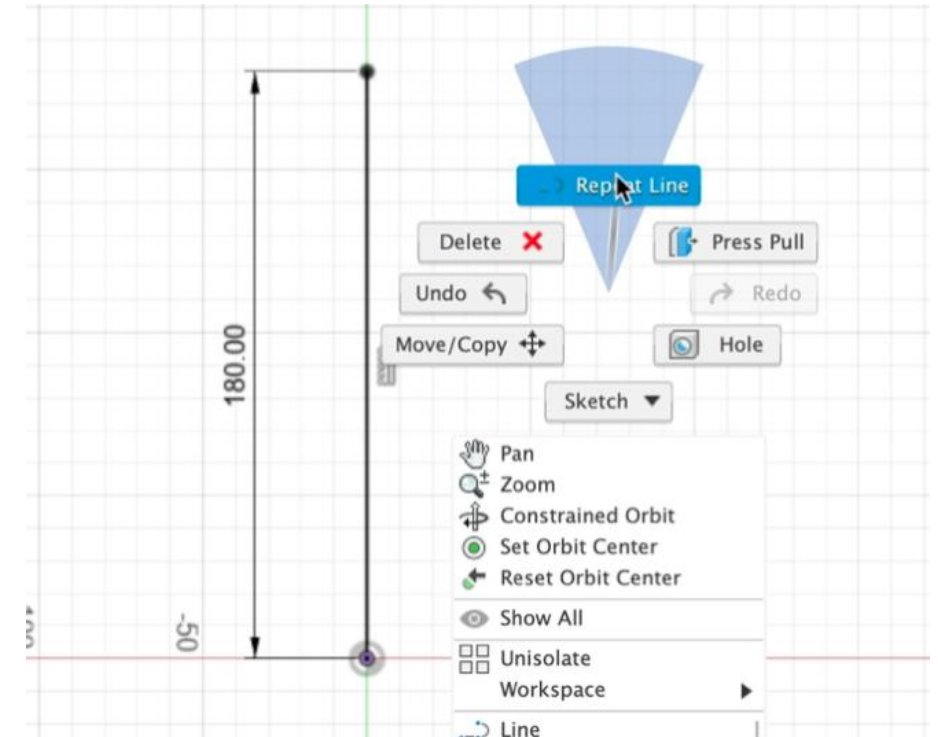 Repeat Line
Delete
Press Pull
Undo
Redo
180.00
Move/Copy
Hole
Sketch
Pan
Zoom
Constrained Orbit
Set Orbit Center
Reset Orbit Center
Show All
-50
Unisolate
Workspace
Line